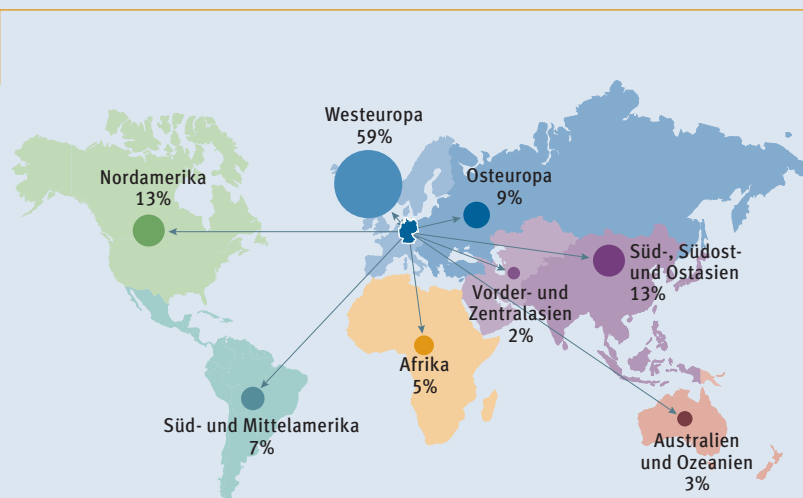 Westeuropa
59%
Nordamerika
13%
Osteuropa
9%
Süd-, Südost-
und Ostasien
13%
Vorder- und
Zentralasien
2%
Afrika
5%
Süd- und Mittelamerika
7%
Australien
und Ozeanien
3%